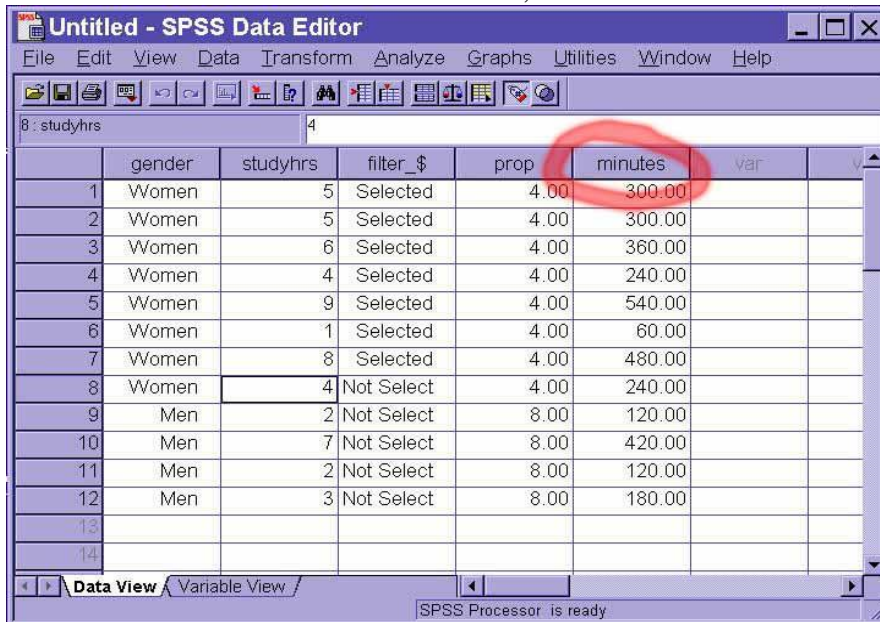 Untitled - SPSS Data Editor
File Edit View Data Transform Analyze Graphs Utilities Window Help
8 : studyhrs 4
gender studyhrs filter_$ prop minutes var v
1 Women 5 Selected 4.00 300.00
2 Women 5 Selected 4.00 300.00
3 Women 6 Selected 4.00 360.00
4 Women 4 Selected 4.00 240.00
5 Women 9 Selected 4.00 540.00
6 Women 1 Selected 4.00 60.00
7 Women 8 Selected 4.00 480.00
8 Women 4 Not Select 4.00 240.00
9 Men 2 Not Select 8.00 120.00
10 Men 7 Not Select 8.00 420.00
11 Men 2 Not Select 8.00 120.00
12 Men 3 Not Select 8.00 180.00
13
14
Data View Variable View
SPSS Processor is ready